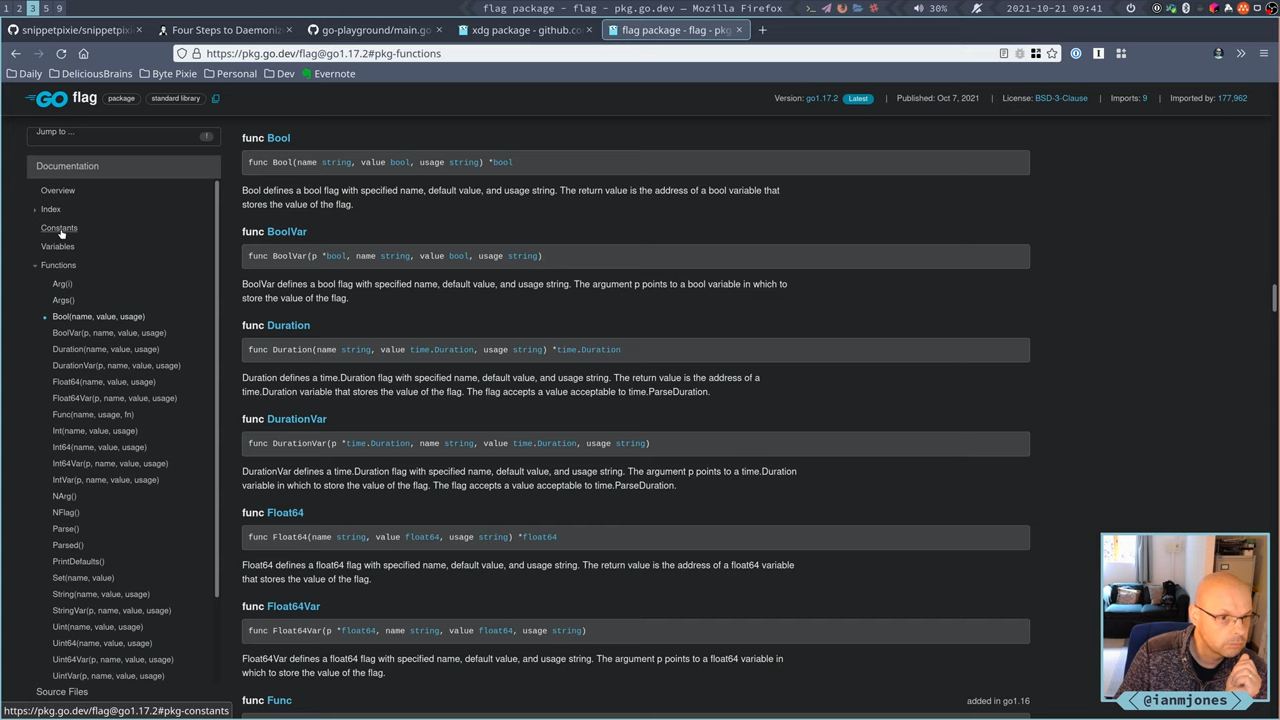 1 2 3 5 9
flag package - flag - pkg.go.dev — Mozilla Firefox
30%
2021-10-21 09:41
snippetpixie/snippetpixi
Four Steps to Daemoniz
go-playground/main.go
xdg package - github.co
flag package - flag - pkg
https://pkg.go.dev/flag@go1.17.2#pkg-functions
Daily
DeliciousBrains
Byte Pixie
Personal
Dev
Evernote
GO flag package standard library
Version: go1.17.2 Latest
Published: Oct 7, 2021
License: BSD-3-Clause
Imports: 9
Imported by: 177,962
Jump to ... f
Documentation
Overview
Index
Constants
Variables
Functions
Arg(i)
Args()
Bool(name, value, usage)
BoolVar(p, name, value, usage)
Duration(name, value, usage)
DurationVar(p, name, value, usage)
Float64(name, value, usage)
Float64Var(p, name, value, usage)
Func(name, usage, fn)
Int(name, value, usage)
Int64(name, value, usage)
Int64Var(p, name, value, usage)
IntVar(p, name, value, usage)
NArg()
NFlag()
Parse()
Parsed()
PrintDefaults()
Set(name, value)
String(name, value, usage)
StringVar(p, name, value, usage)
Uint(name, value, usage)
Uint64(name, value, usage)
Uint64Var(p, name, value, usage)
UintVar(p, name, value, usage)
Source Files
https://pkg.go.dev/flag@go1.17.2#pkg-constants
func Bool
func Bool(name string, value bool, usage string) *bool
Bool defines a bool flag with specified name, default value, and usage string. The return value is the address of a bool variable that
stores the value of the flag.
func BoolVar
func BoolVar(p *bool, name string, value bool, usage string)
BoolVar defines a bool flag with specified name, default value, and usage string. The argument p points to a bool variable in which to
store the value of the flag.
func Duration
func Duration(name string, value time.Duration, usage string) *time.Duration
Duration defines a time.Duration flag with specified name, default value, and usage string. The return value is the address of a
time.Duration variable that stores the value of the flag. The flag accepts a value acceptable to time.ParseDuration.
func DurationVar
func DurationVar(p *time.Duration, name string, value time.Duration, usage string)
DurationVar defines a time.Duration flag with specified name, default value, and usage string. The argument p points to a time.Duration
variable in which to store the value of the flag. The flag accepts a value acceptable to time.ParseDuration.
func Float64
func Float64(name string, value float64, usage string) *float64
Float64 defines a float64 flag with specified name, default value, and usage string. The return value is the address of a float64 variable
that stores the value of the flag.
func Float64Var
func Float64Var(p *float64, name string, value float64, usage string)
Float64Var defines a float64 flag with specified name, default value, and usage string. The argument p points to a float64 variable in
which to store the value of the flag.
func Func
added in go1.16
@ianmjones